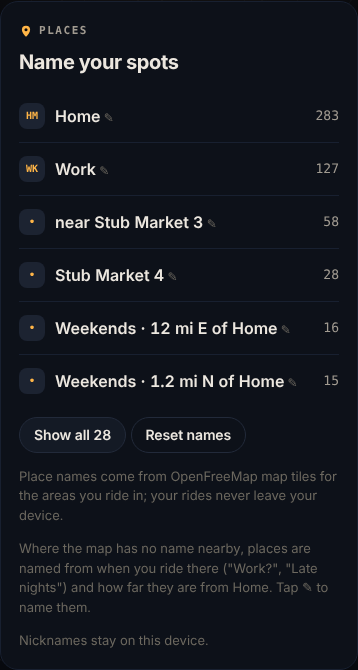 PLACES
Name your spots
HM Home ✎ 283
WK Work ✎ 127
• near Stub Market 3 ✎ 58
• Stub Market 4 ✎ 28
• Weekends · 12 mi E of Home ✎ 16
• Weekends · 1.2 mi N of Home ✎ 15
Show all 28 Reset names
Place names come from OpenFreeMap map tiles for
the areas you ride in; your rides never leave your
device.
Where the map has no name nearby, places are
named from when you ride there ("Work?", "Late
nights") and how far they are from Home. Tap ✎ to
name them.
Nicknames stay on this device.